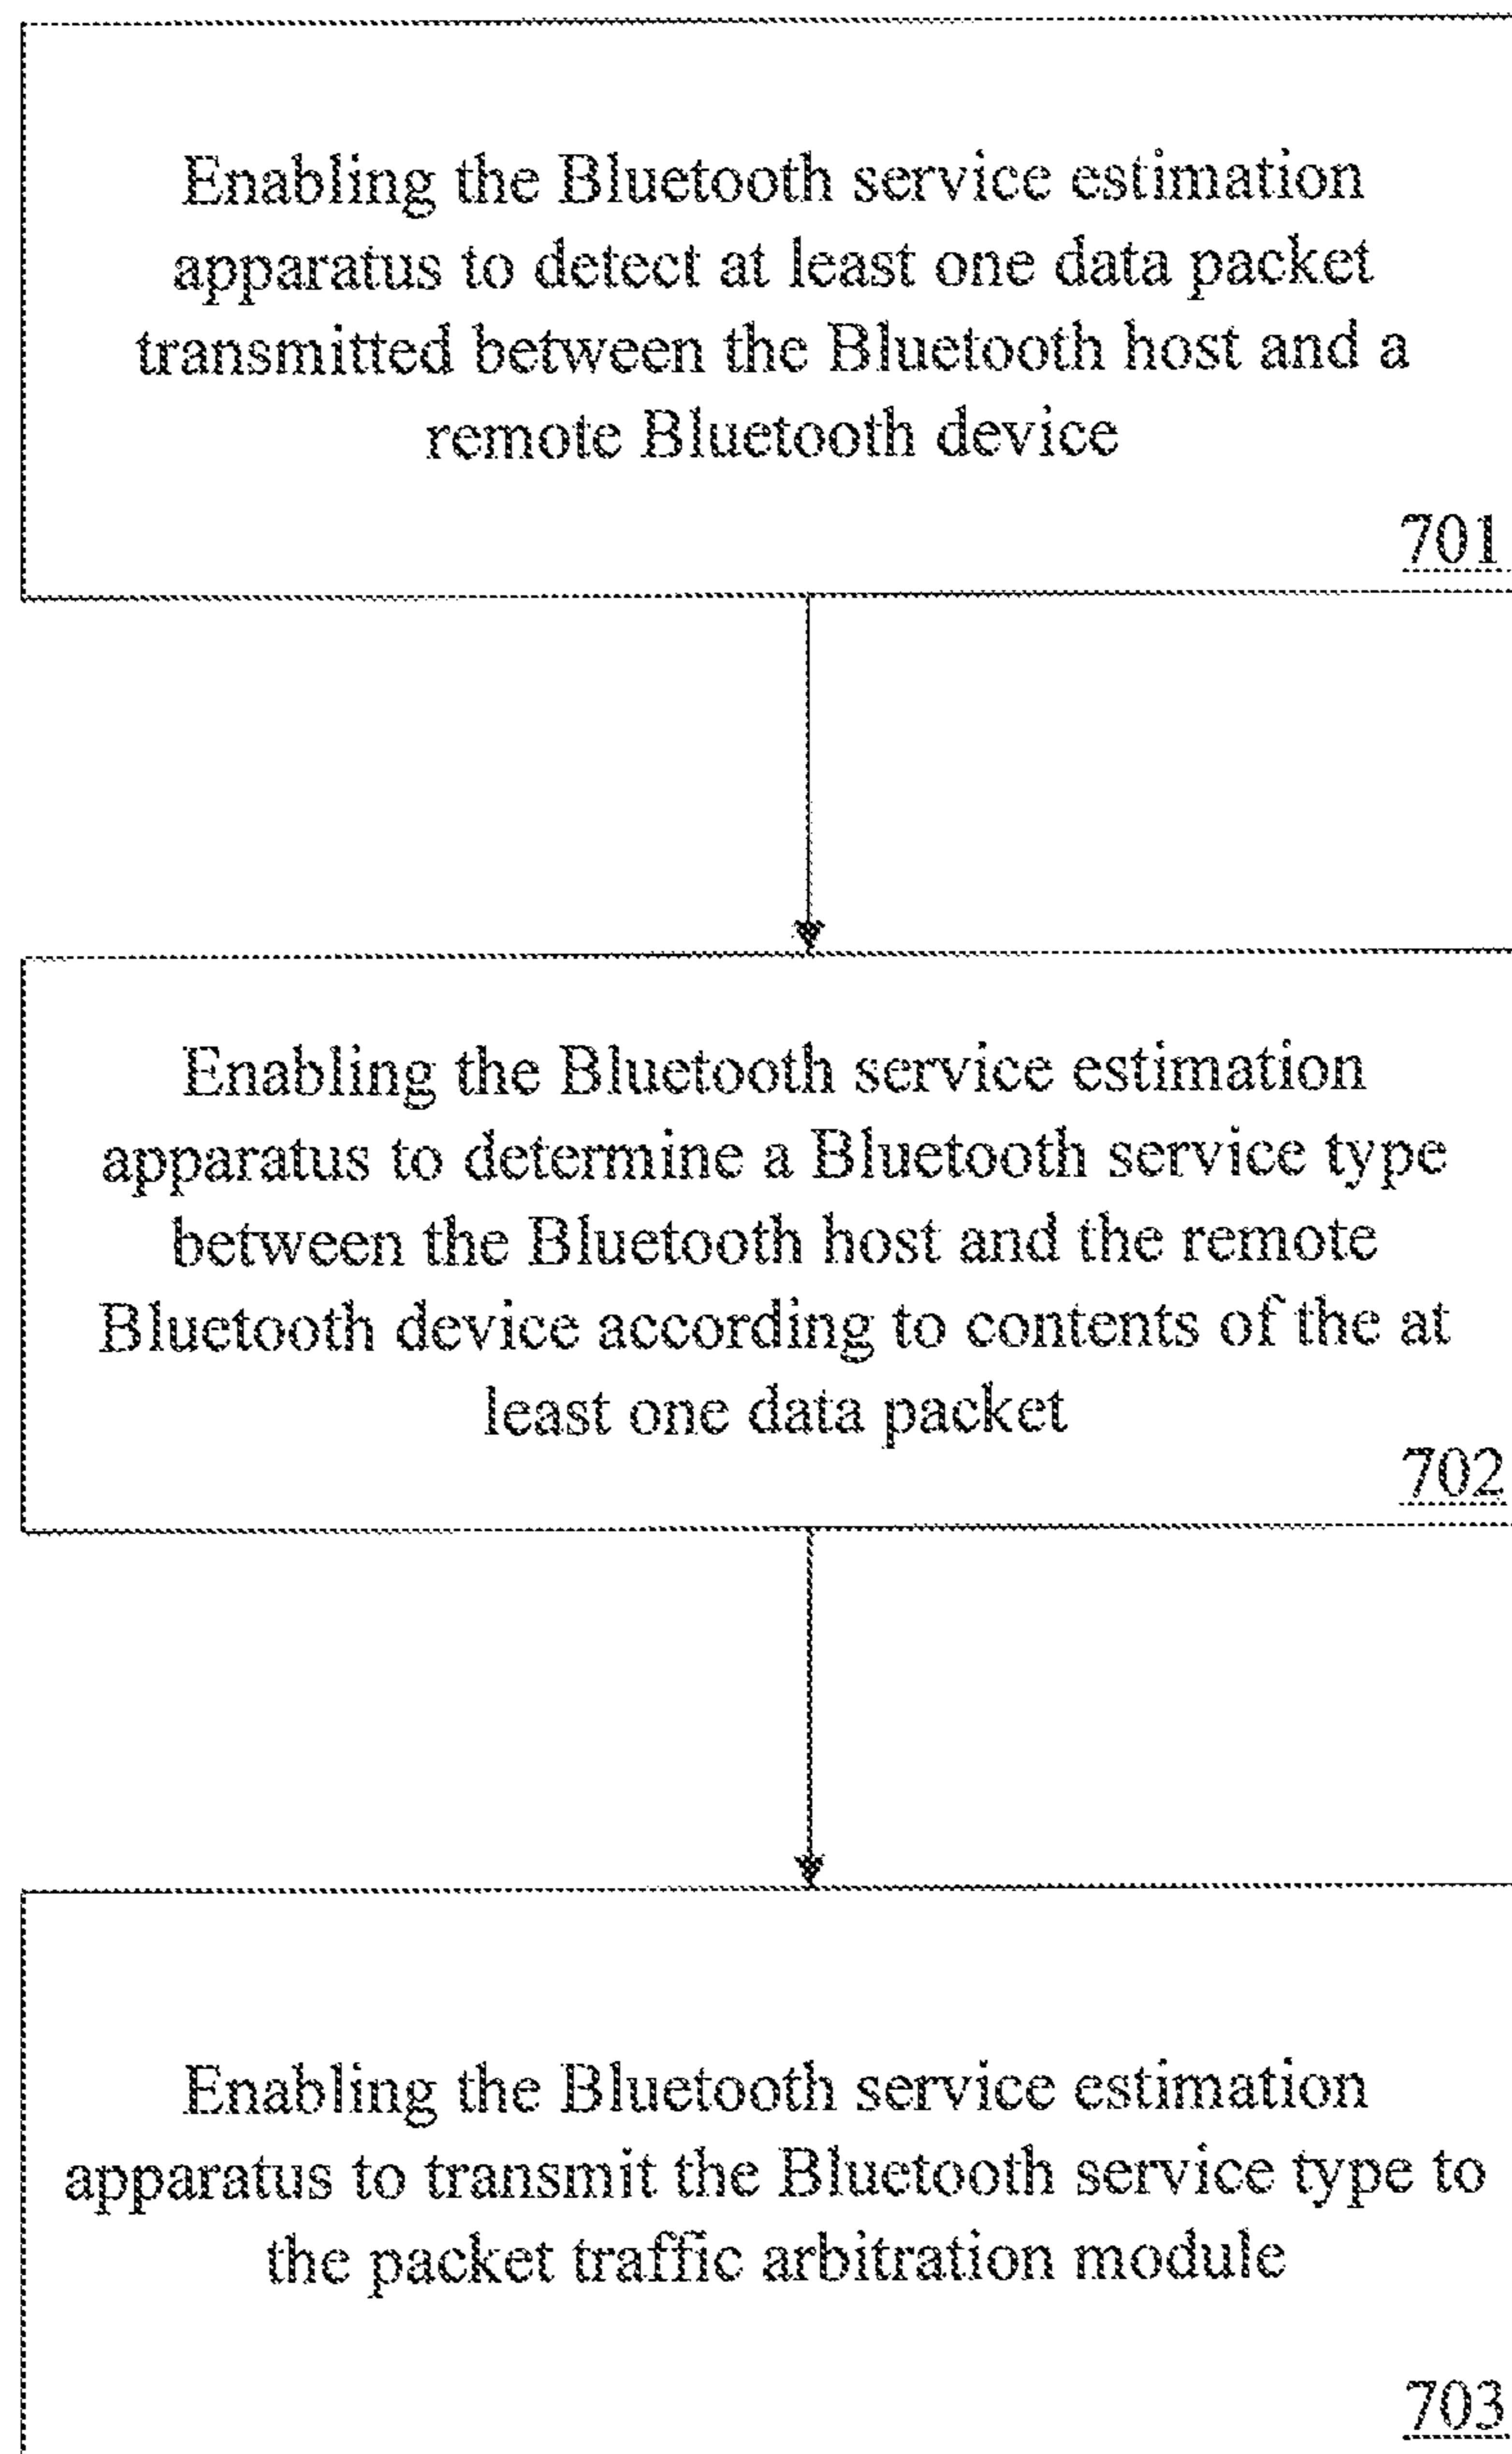 Enabling the Bluetooth service estimation
apparatus to detect at least one data packet
transmitted between the Bluetooth host and a
remote Bluetooth device
701
Enabling the Bluetooth service estimation
apparatus to determine a Bluetooth service type
between the Bluetooth host and the remote
Bluetooth device according to contents of the at
least one data packet
702
Enabling the Bluetooth service estimation
apparatus to transmit the Bluetooth service type to
the packet traffic arbitration module
703